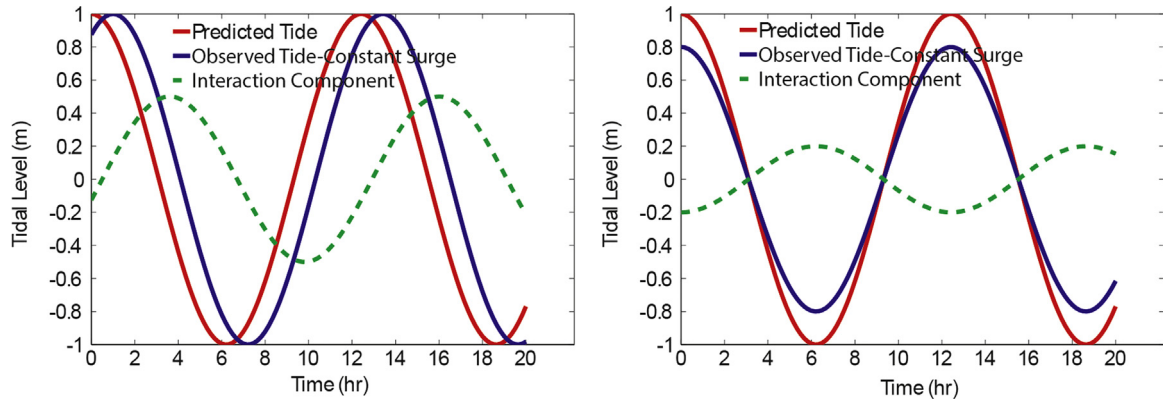 1
0.8
0.6
0.4
0.2
0
-0.2
-0.4
-0.6
-0.8
-1
Tidal Level (m)
Predicted Tide
Observed Tide-Constant Surge
Interaction Component
0 2 4 6 8 10 12 14 16 18 20
Time (hr)
1
0.8
0.6
0.4
0.2
0
-0.2
-0.4
-0.6
-0.8
-1
Tidal Level (m)
Predicted Tide
Observed Tide-Constant Surge
Interaction Component
0 2 4 6 8 10 12 14 16 18 20
Time (hr)